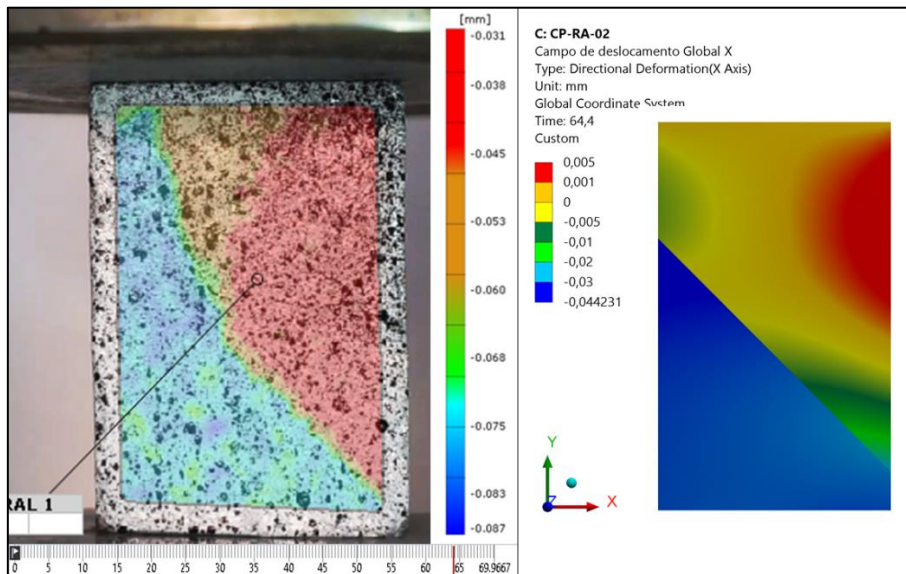 [mm]
-0.031
-0.038
-0.045
-0.053
-0.060
-0.068
-0.075
-0.083
-0.087
RAL 1
0 5 10 15 20 25 30 35 40 45 50 55 60 65 69.9667
C: CP-RA-02
Campo de deslocamento Global X
Type: Directional Deformation(X Axis)
Unit: mm
Global Coordinate System
Time: 64,4
Custom
0,005
0,001
0
-0,005
-0,01
-0,02
-0,03
-0,044231
Y
Z
X